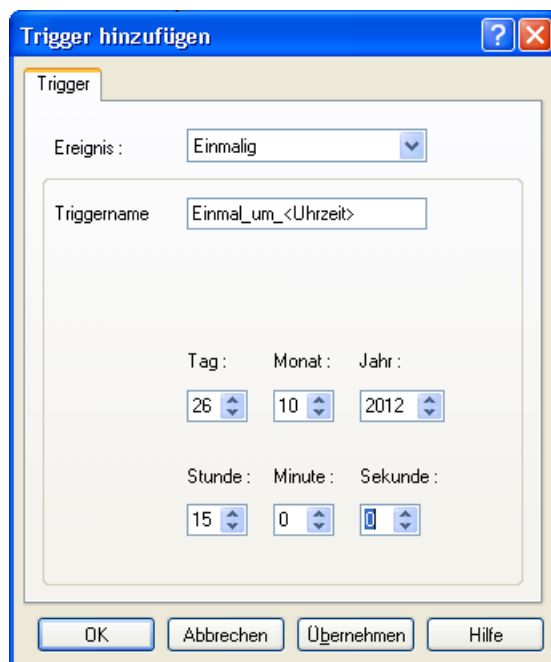 Trigger hinzufügen
Trigger
Ereignis : Einmalig
Triggername Einmal_um_<Uhrzeit>
Tag : Monat : Jahr :
26 10 2012
Stunde : Minute : Sekunde :
15 0 0
OK Abbrechen Übernehmen Hilfe